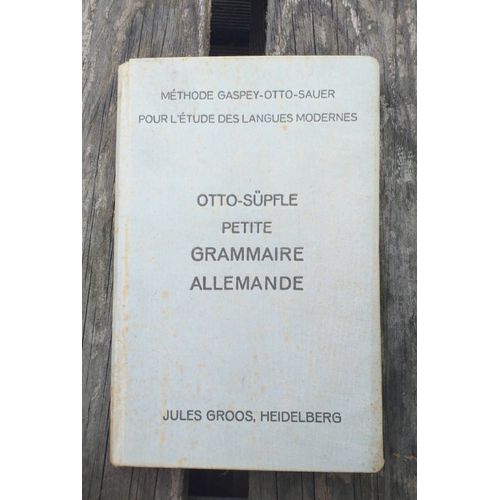 MÉTHODE GASPEY-OTTO-SAUER
POUR L'ÉTUDE DES LANGUES MODERNES
OTTO-SÜPFLE
PETITE
GRAMMAIRE
ALLEMANDE
JULES GROOS, HEIDELBERG